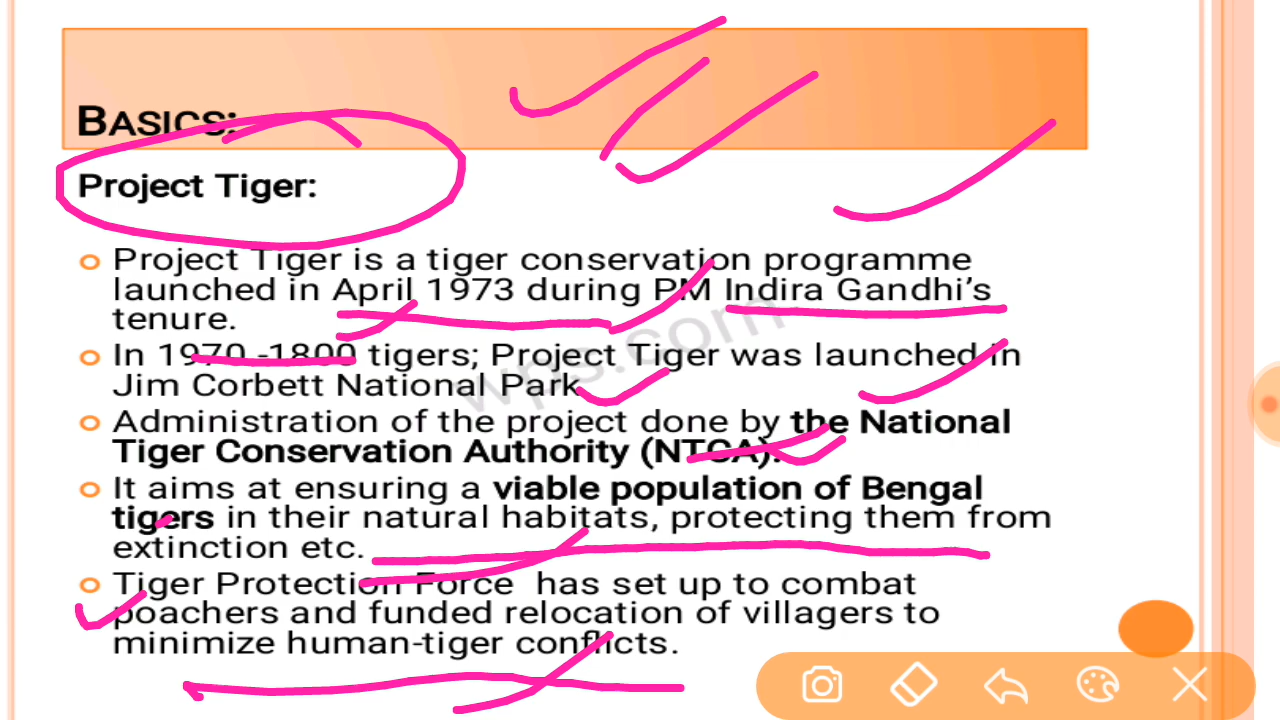 BASICS:
Project Tiger:
Project Tiger is a tiger conservation programme
launched in April 1973 during PM Indira Gandhi's
tenure.
In 1970 -1800 tigers; Project Tiger was launched in
Jim Corbett National Park
Administration of the project done by the National
Tiger Conservation Authority (NTCA).
It aims at ensuring a viable population of Bengal
tigers in their natural habitats, protecting them from
extinction etc.
Tiger Protection Force has set up to combat
poachers and funded relocation of villagers to
minimize human-tiger conflicts.
wps.com